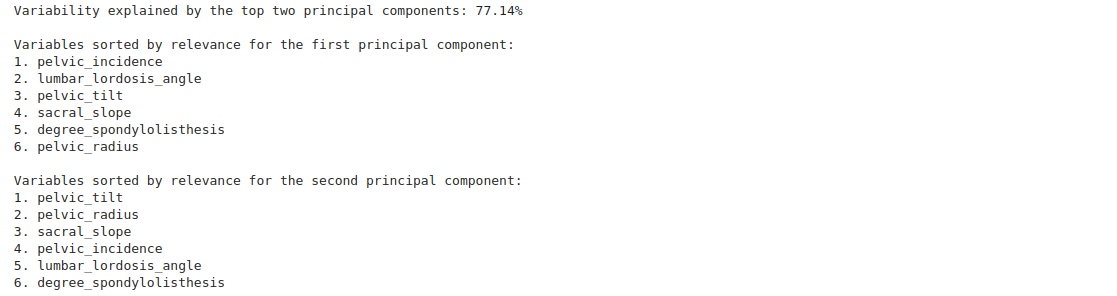 Variability explained by the top two principal components: 77.14%
Variables sorted by relevance for the first principal component:
1. pelvic_incidence
2. lumbar_lordosis_angle
3. pelvic_tilt
4. sacral_slope
5. degree_spondylolisthesis
6. pelvic_radius
Variables sorted by relevance for the second principal component:
1. pelvic_tilt
2. pelvic_radius
3. sacral_slope
4. pelvic_incidence
5. lumbar_lordosis_angle
6. degree_spondylolisthesis